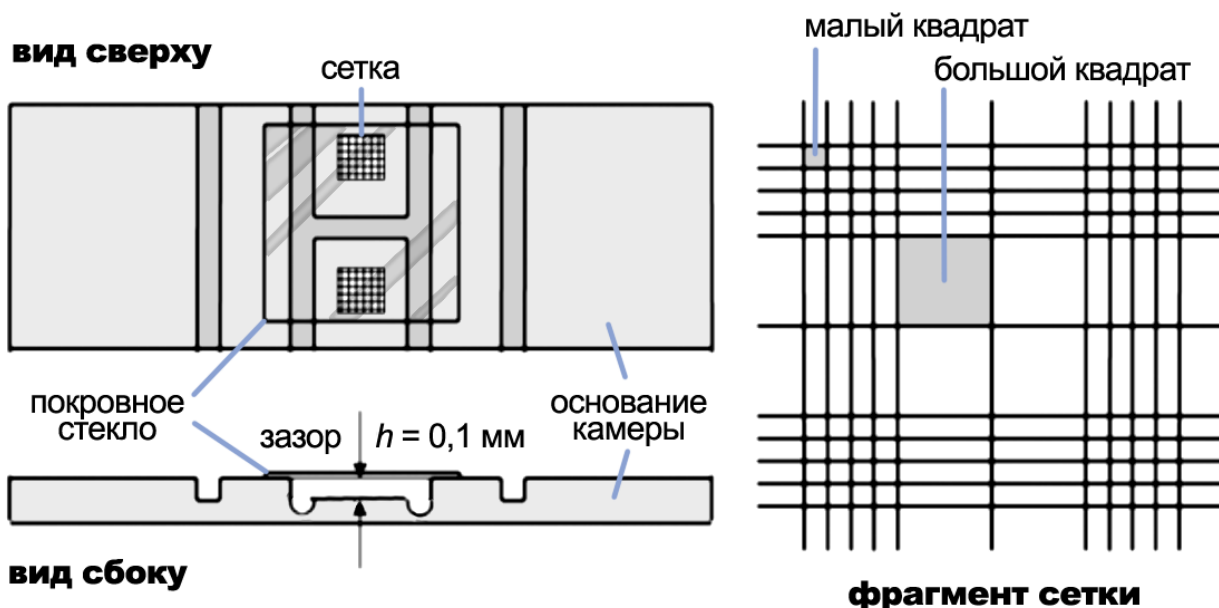 вид сверху
сетка
малый квадрат
большой квадрат
покровное
стекло
зазор h = 0,1 мм
основание
камеры
вид сбоку
фрагмент сетки